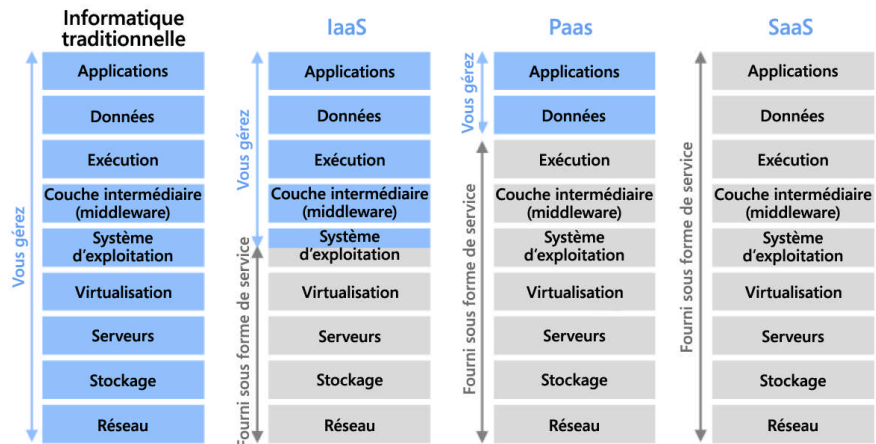 Informatique
traditionnelle
Vous gérez
Applications
Données
Exécution
Couche intermédiaire
(middleware)
Système
d'exploitation
Virtualisation
Serveurs
Stockage
Réseau
IaaS
Vous gérez
Fourni sous forme de service
Applications
Données
Exécution
Couche intermédiaire
(middleware)
Système
d'exploitation
Virtualisation
Serveurs
Stockage
Réseau
Paas
Vous gérez
Fourni sous forme de service
Applications
Données
Exécution
Couche intermédiaire
(middleware)
Système
d'exploitation
Virtualisation
Serveurs
Stockage
Réseau
SaaS
Fourni sous forme de service
Applications
Données
Exécution
Couche intermédiaire
(middleware)
Système
d'exploitation
Virtualisation
Serveurs
Stockage
Réseau